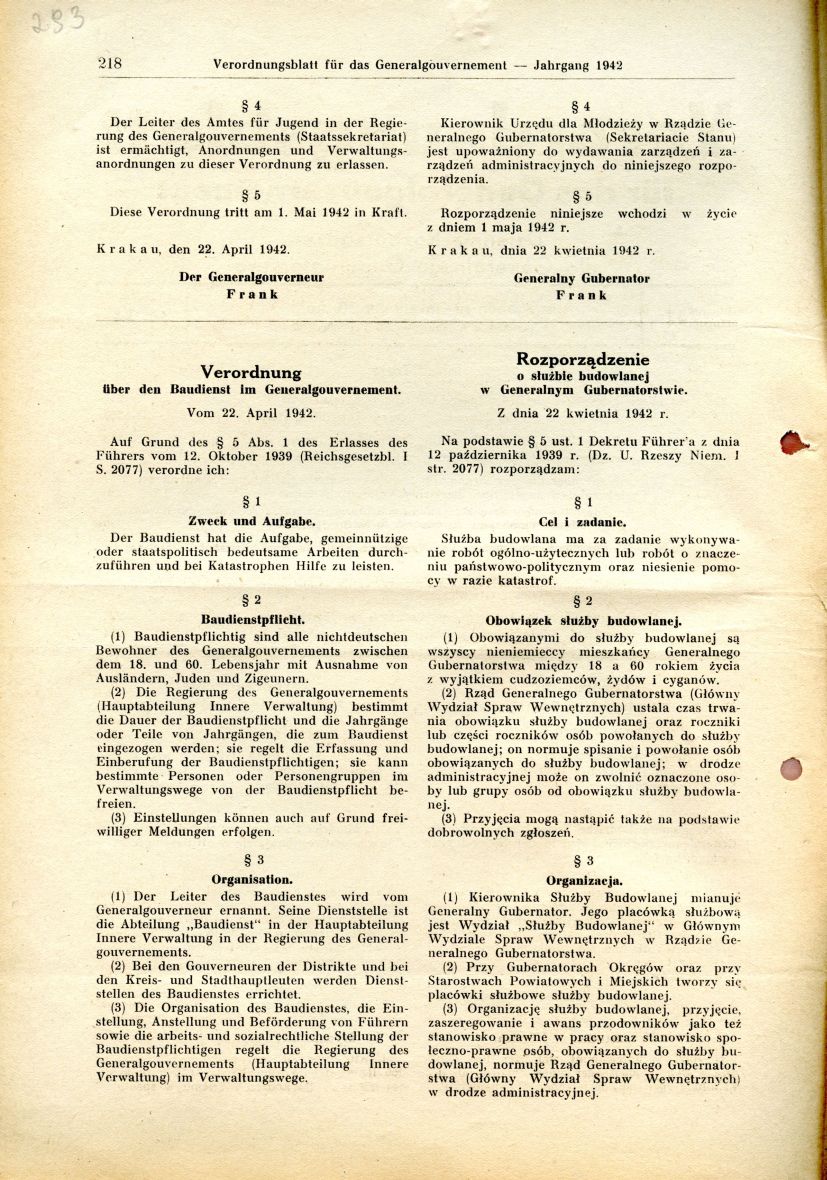 293
218 Verordnungsblatt für das Generalgouvernement — Jahrgang 1942
§ 4
Der Leiter des Amtes für Jugend in der Regie-
rung des Generalgouvernements (Staatssekretariat)
ist ermächtigt, Anordnungen und Verwaltungs-
anordnungen zu dieser Verordnung zu erlassen.
§ 5
Diese Verordnung tritt am 1. Mai 1942 in Kraft.
Krakau, den 22. April 1942.
Der Generalgouverneur
Frank
§ 4
Kierownik Urzędu dla Młodzieży w Rządzie Ge-
neralnego Gubernatorstwa (Sekretariacie Stanu)
jest upoważniony do wydawania zarządzeń i za-
rządzeń administracyjnych do niniejszego rozpo-
rządzenia.
§ 5
Rozporządzenie niniejsze wchodzi w życie
z dniem 1 maja 1942 r.
Krakau, dnia 22 kwietnia 1942 r.
Generalny Gubernator
Frank
Verordnung
über den Baudienst im Generalgouvernement.
Vom 22. April 1942.
Auf Grund des § 5 Abs. 1 des Erlasses des
Führers vom 12. Oktober 1939 (Reichsgesetzbl. I
S. 2077) verordne ich:
§ 1
Zweck und Aufgabe.
Der Baudienst hat die Aufgabe, gemeinnützige
oder staatspolitisch bedeutsame Arbeiten durch-
zuführen und bei Katastrophen Hilfe zu leisten.
§ 2
Baudienstpflicht.
(1) Baudienstpflichtig sind alle nichtdeutschen
Bewohner des Generalgouvernements zwischen
dem 18. und 60. Lebensjahr mit Ausnahme von
Ausländern, Juden und Zigeunern.
(2) Die Regierung des Generalgouvernements
(Hauptabteilung Innere Verwaltung) bestimmt
die Dauer der Baudienstpflicht und die Jahrgänge
oder Teile von Jahrgängen, die zum Baudienst
eingezogen werden; sie regelt die Erfassung und
Einberufung der Baudienstpflichtigen; sie kann
bestimmte Personen oder Personengruppen im
Verwaltungswege von der Baudienstpflicht be-
freien.
(3) Einstellungen können auch auf Grund frei-
williger Meldungen erfolgen.
§ 3
Organisation.
(1) Der Leiter des Baudienstes wird vom
Generalgouverneur ernannt. Seine Dienststelle ist
die Abteilung „Baudienst" in der Hauptabteilung
Innere Verwaltung in der Regierung des General-
gouvernements.
(2) Bei den Gouverneuren der Distrikte und bei
den Kreis- und Stadthauptleuten werden Dienst-
stellen des Baudienstes errichtet.
(3) Die Organisation des Baudienstes, die Ein-
stellung, Anstellung und Beförderung von Führern
sowie die arbeits- und sozialrechtliche Stellung der
Baudienstpflichtigen regelt die Regierung des
Generalgouvernements (Hauptabteilung Innere
Verwaltung) im Verwaltungswege.
Rozporządzenie
o służbie budowlanej
w Generalnym Gubernatorstwie.
Z dnia 22 kwietnia 1942 r.
Na podstawie § 5 ust. 1 Dekretu Führer'a z dnia
12 października 1939 r. (Dz. U. Rzeszy Niem. I
str. 2077) rozporządzam:
§ 1
Cel i zadanie.
Służba budowlana ma za zadanie wykonywa-
nie robót ogólno-użytecznych lub robót o znacze-
niu państwowo-politycznym oraz niesienie pomo-
cy w razie katastrof.
§ 2
Obowiązek służby budowlanej.
(1) Obowiązanymi do służby budowlanej są
wszyscy nieniemieccy mieszkańcy Generalnego
Gubernatorstwa między 18 a 60 rokiem życia
z wyjątkiem cudzoziemców, żydów i cyganów.
(2) Rząd Generalnego Gubernatorstwa (Główny
Wydział Spraw Wewnętrznych) ustala czas trwa-
nia obowiązku służby budowlanej oraz roczniki
lub części roczników osób powołanych do służby
budowlanej; on normuje spisanie i powołanie osób
obowiązanych do służby budowlanej; w drodze
administracyjnej może on zwolnić oznaczone oso-
by lub grupy osób od obowiązku służby budowla-
nej.
(3) Przyjęcia mogą nastąpić także na podstawie
dobrowolnych zgłoszeń.
§ 3
Organizacja.
(1) Kierownika Służby Budowlanej mianuje
Generalny Gubernator. Jego placówką służbową
jest Wydział „Służby Budowlanej" w Głównym
Wydziale Spraw Wewnętrznych w Rządzie Ge-
neralnego Gubernatorstwa.
(2) Przy Gubernatorach Okręgów oraz przy
Starostwach Powiatowych i Miejskich tworzy się
placówki służbowe służby budowlanej.
(3) Organizację służby budowlanej, przyjęcie,
zaszeregowanie i awans przodowników jako też
stanowisko prawne w pracy oraz stanowisko spo-
łeczno-prawne osób, obowiązanych do służby bu-
dowlanej, normuje Rząd Generalnego Gubernator-
stwa (Główny Wydział Spraw Wewnętrznych)
w drodze administracyjnej.